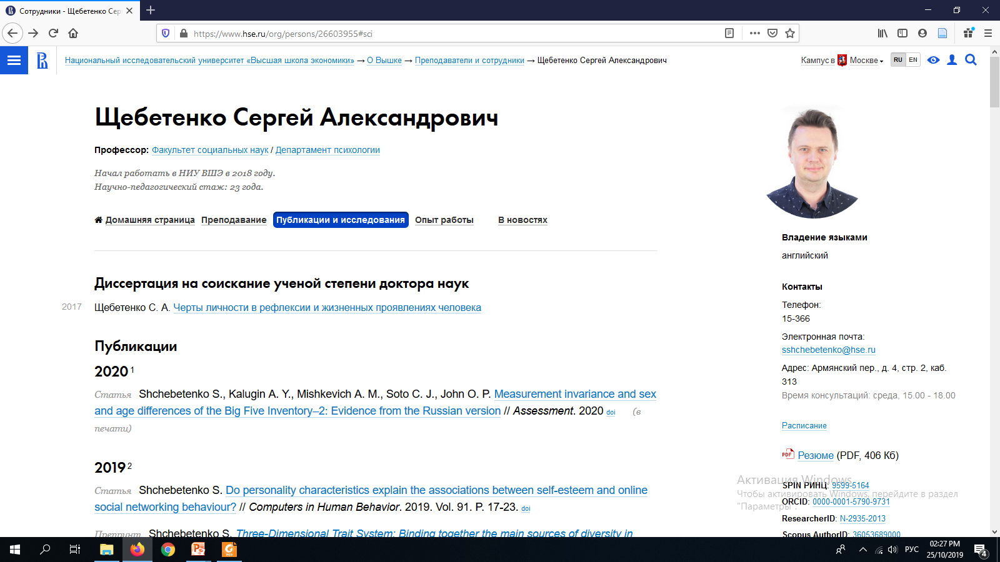 Сотрудники - Щебетенко Сер
https://www.hse.ru/org/persons/26603955#sci
Национальный исследовательский университет «Высшая школа экономики» → О Вышке → Преподаватели и сотрудники → Щебетенко Сергей Александрович
Кампус в Москве
RU EN
Щебетенко Сергей Александрович
Профессор: Факультет социальных наук / Департамент психологии
Начал работать в НИУ ВШЭ в 2018 году.
Научно-педагогический стаж: 23 года.
Домашняя страница Преподавание Публикации и исследования Опыт работы В новостях
Диссертация на соискание ученой степени доктора наук
2017 Щебетенко С. А. Черты личности в рефлексии и жизненных проявлениях человека
Публикации
2020 1
Статья Shchebetenko S., Kalugin A. Y., Mishkevich A. M., Soto C. J., John O. P. Measurement invariance and sex
and age differences of the Big Five Inventory–2: Evidence from the Russian version // Assessment. 2020 doi (в
печати)
2019 2
Статья Shchebetenko S. Do personality characteristics explain the associations between self-esteem and online
social networking behaviour? // Computers in Human Behavior. 2019. Vol. 91. P. 17-23. doi
Препринт Shchebetenko S. Three-Dimensional Trait System: Binding together the main sources of diversity in
Владение языками
английский
Контакты
Телефон:
15-366
Электронная почта:
sshchebetenko@hse.ru
Адрес: Армянский пер., д. 4, стр. 2, каб.
313
Время консультаций: среда, 15.00 - 18.00
Расписание
PDF Резюме (PDF, 406 Кб)
Активация Windows
SPIN РИНЦ: 9599-5164
Чтобы активировать Windows, перейдите в раздел
ORCID: 0000-0001-5790-9731
"Параметры".
ResearcherID: N-2935-2013
Scopus AuthorID: 36053689000
РУС
02:27 PM
25/10/2019
4